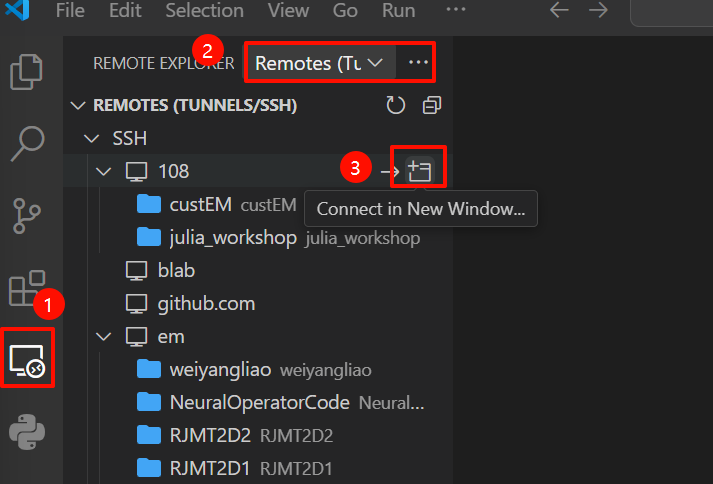 File Edit Selection View Go Run ···
2
REMOTE EXPLORER Remotes (Tu ···
REMOTES (TUNNELS/SSH)
SSH
108
3
custEM custEM
Connect in New Window...
julia_workshop julia_workshop
blab
1
github.com
em
weiyangliao weiyangliao
NeuralOperatorCode Neural...
RJMT2D2 RJMT2D2
RJMT2D1 RJMT2D1